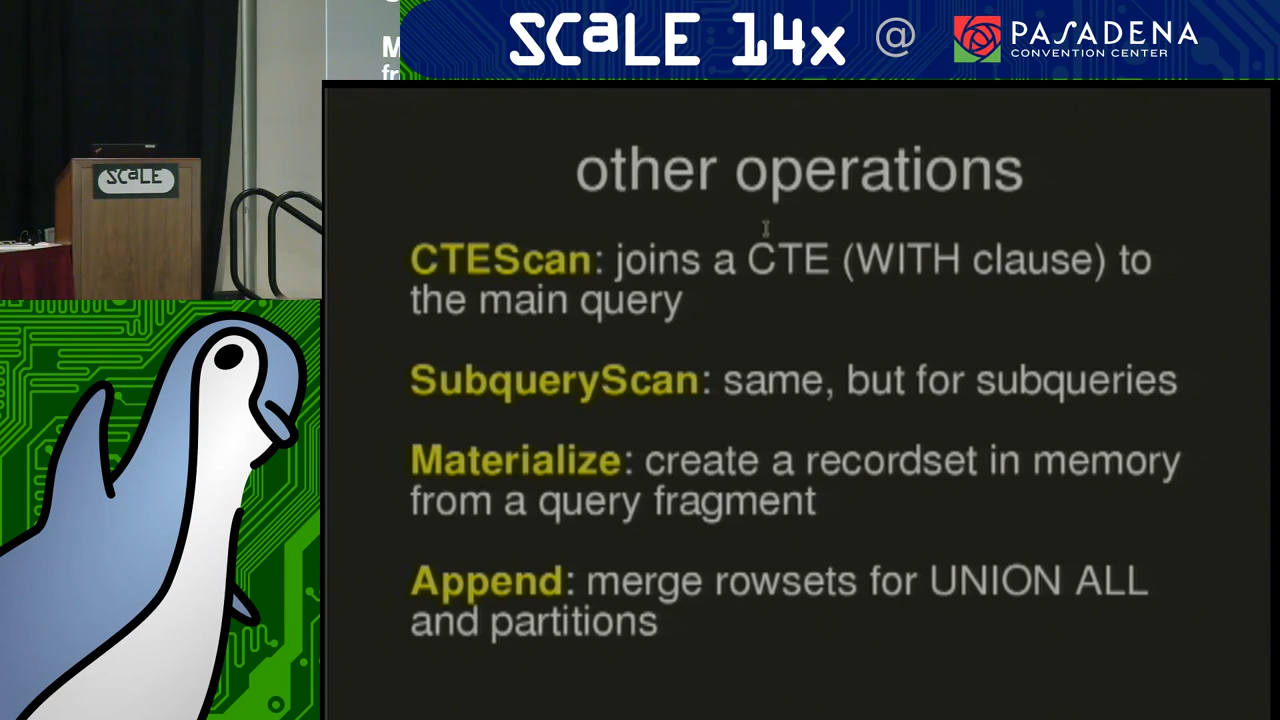 SCaLE 14x @ PASADENA
CONVENTION CENTER
M
fr
SCaLE
other operations
CTEScan: joins a CTE (WITH clause) to
the main query
SubqueryScan: same, but for subqueries
Materialize: create a recordset in memory
from a query fragment
Append: merge rowsets for UNION ALL
and partitions